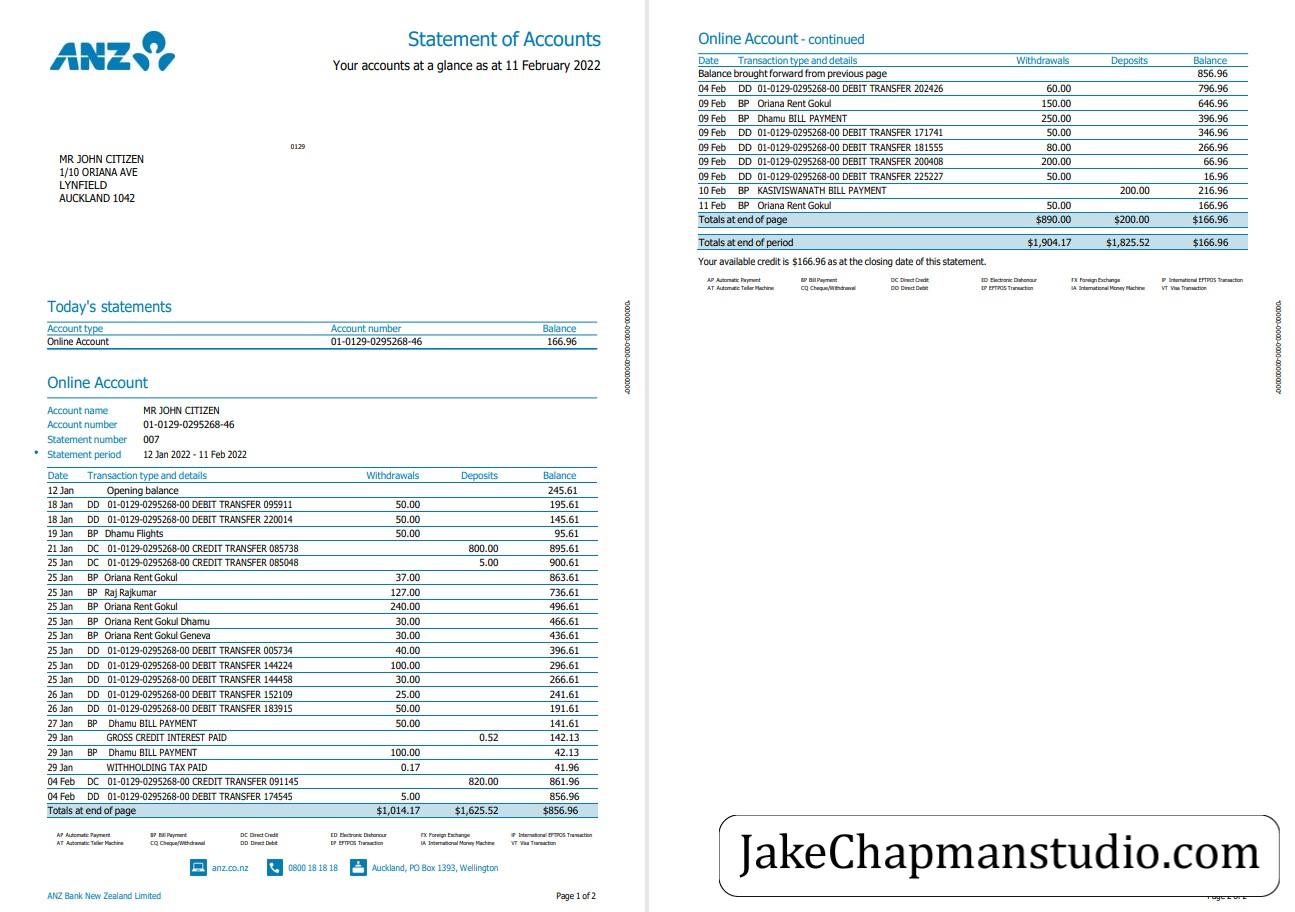 ANZ
Statement of Accounts
Your accounts at a glance as at 11 February 2022
0129
MR JOHN CITIZEN
1/10 ORIANA AVE
LYNFIELD
AUCKLAND 1042
Today's statements
Account type Account number Balance
Online Account 01-0129-0295268-46 166.96
Online Account
Account name MR JOHN CITIZEN
Account number 01-0129-0295268-46
Statement number 007
Statement period 12 Jan 2022 - 11 Feb 2022
Date Transaction type and details Withdrawals Deposits Balance
12 Jan Opening balance 245.61
18 Jan DD 01-0129-0295268-00 DEBIT TRANSFER 095911 50.00 195.61
18 Jan DD 01-0129-0295268-00 DEBIT TRANSFER 220014 50.00 145.61
19 Jan BP Dhamu Flights 50.00 95.61
21 Jan DC 01-0129-0295268-00 CREDIT TRANSFER 085738 800.00 895.61
25 Jan DC 01-0129-0295268-00 CREDIT TRANSFER 085048 5.00 900.61
25 Jan BP Oriana Rent Gokul 37.00 863.61
25 Jan BP Raj Rajkumar 127.00 736.61
25 Jan BP Oriana Rent Gokul 240.00 496.61
25 Jan BP Oriana Rent Gokul Dhamu 30.00 466.61
25 Jan BP Oriana Rent Gokul Geneva 30.00 436.61
25 Jan DD 01-0129-0295268-00 DEBIT TRANSFER 005734 40.00 396.61
25 Jan DD 01-0129-0295268-00 DEBIT TRANSFER 144224 100.00 296.61
25 Jan DD 01-0129-0295268-00 DEBIT TRANSFER 144458 30.00 266.61
26 Jan DD 01-0129-0295268-00 DEBIT TRANSFER 152109 25.00 241.61
26 Jan DD 01-0129-0295268-00 DEBIT TRANSFER 183915 50.00 191.61
27 Jan BP Dhamu BILL PAYMENT 50.00 141.61
29 Jan GROSS CREDIT INTEREST PAID 0.52 142.13
29 Jan BP Dhamu BILL PAYMENT 100.00 42.13
29 Jan WITHHOLDING TAX PAID 0.17 41.96
04 Feb DC 01-0129-0295268-00 CREDIT TRANSFER 091145 820.00 861.96
04 Feb DD 01-0129-0295268-00 DEBIT TRANSFER 174545 5.00 856.96
Totals at end of page $1,014.17 $1,625.52 $856.96
AP Automatic Payment BP Bill Payment DC Direct Credit ED Electronic Dishonour FX Foreign Exchange IP International EFTPOS Transaction
AT Automatic Teller Machine CQ Cheque/Withdrawal DD Direct Debit EP EFTPOS Transaction IA International Money Machine VT Visa Transaction
anz.co.nz 0800 18 18 18 Auckland, PO Box 1393, Wellington
ANZ Bank New Zealand Limited Page 1 of 2
Online Account - continued
Date Transaction type and details Withdrawals Deposits Balance
Balance brought forward from previous page 856.96
04 Feb DD 01-0129-0295268-00 DEBIT TRANSFER 202426 60.00 796.96
09 Feb BP Oriana Rent Gokul 150.00 646.96
09 Feb BP Dhamu BILL PAYMENT 250.00 396.96
09 Feb DD 01-0129-0295268-00 DEBIT TRANSFER 171741 50.00 346.96
09 Feb DD 01-0129-0295268-00 DEBIT TRANSFER 181555 80.00 266.96
09 Feb DD 01-0129-0295268-00 DEBIT TRANSFER 200408 200.00 66.96
09 Feb DD 01-0129-0295268-00 DEBIT TRANSFER 225227 50.00 16.96
10 Feb BP KASIVISWANATH BILL PAYMENT 200.00 216.96
11 Feb BP Oriana Rent Gokul 50.00 166.96
Totals at end of page $890.00 $200.00 $166.96
Totals at end of period $1,904.17 $1,825.52 $166.96
Your available credit is $166.96 as at the closing date of this statement.
AP Automatic Payment BP Bill Payment DC Direct Credit ED Electronic Dishonour FX Foreign Exchange IP International EFTPOS Transaction
AT Automatic Teller Machine CQ Cheque/Withdrawal DD Direct Debit EP EFTPOS Transaction IA International Money Machine VT Visa Transaction
JakeChapmanstudio.com